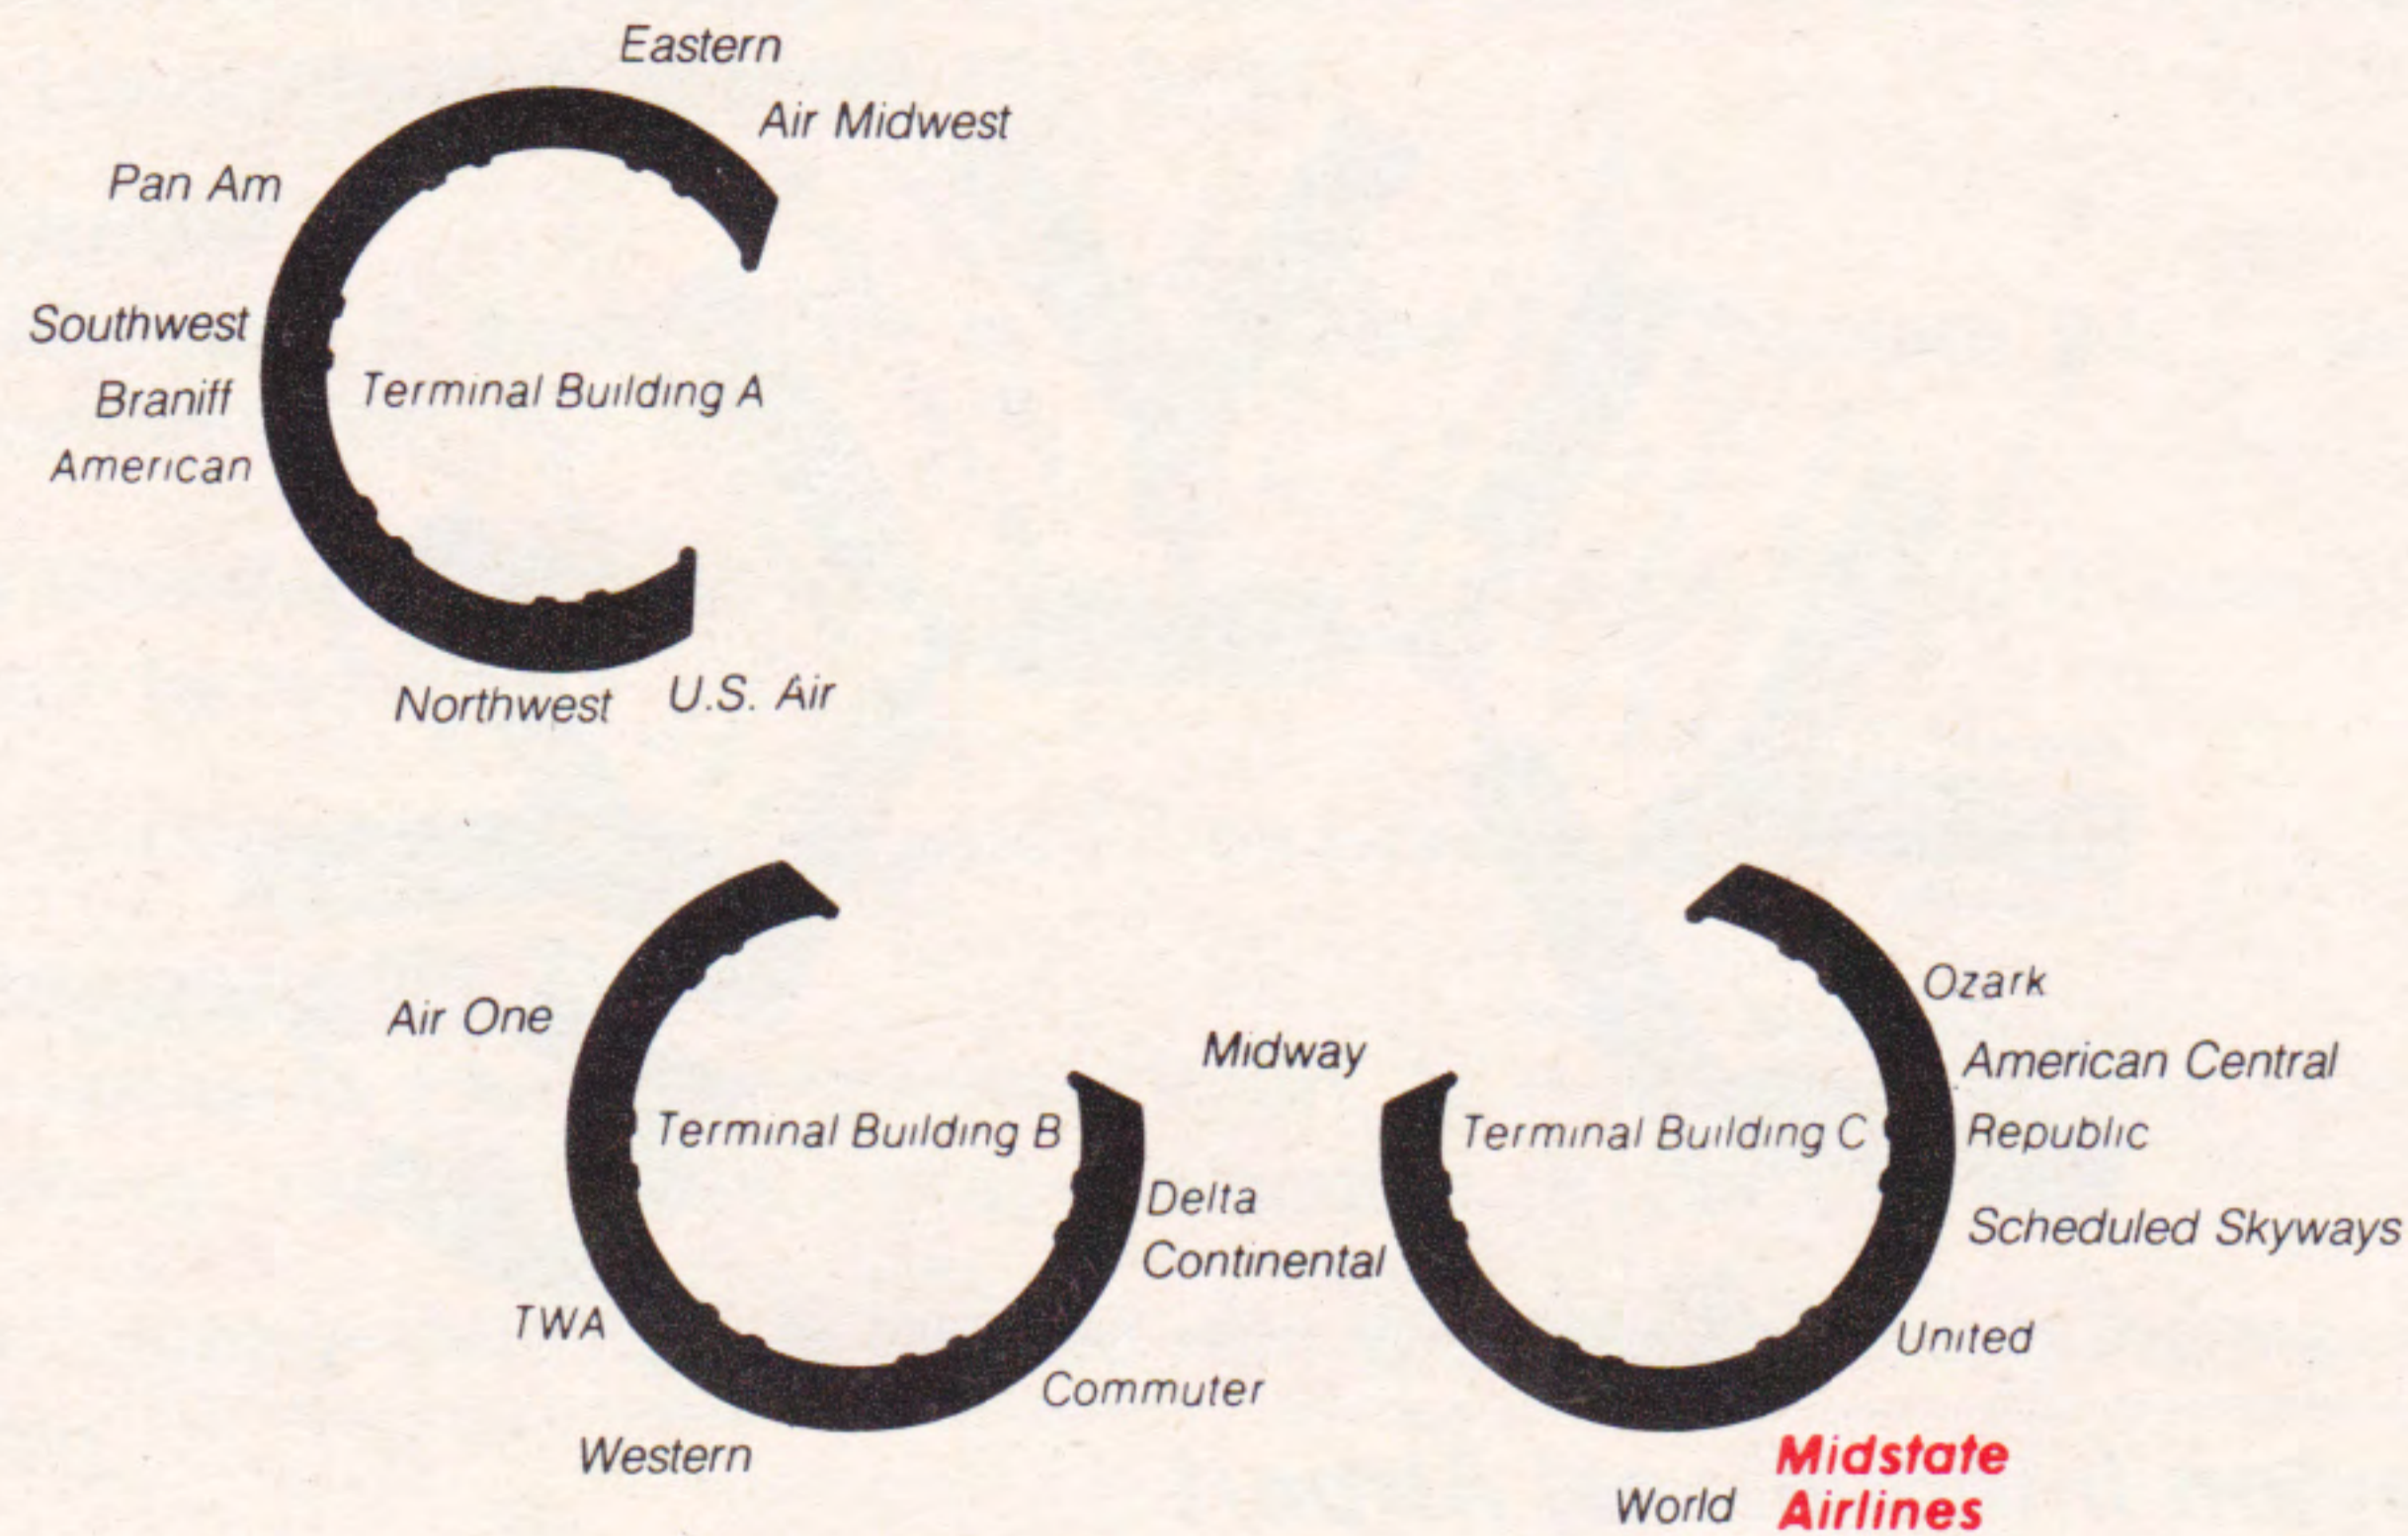 Eastern
Air Midwest
Pan Am
Southwest
Braniff
American
Terminal Building A
Northwest
U.S. Air
Air One
Terminal Building B
Delta
Continental
TWA
Commuter
Western
Midway
Ozark
American Central
Terminal Building C
Republic
Scheduled Skyways
United
World
Midstate
Airlines